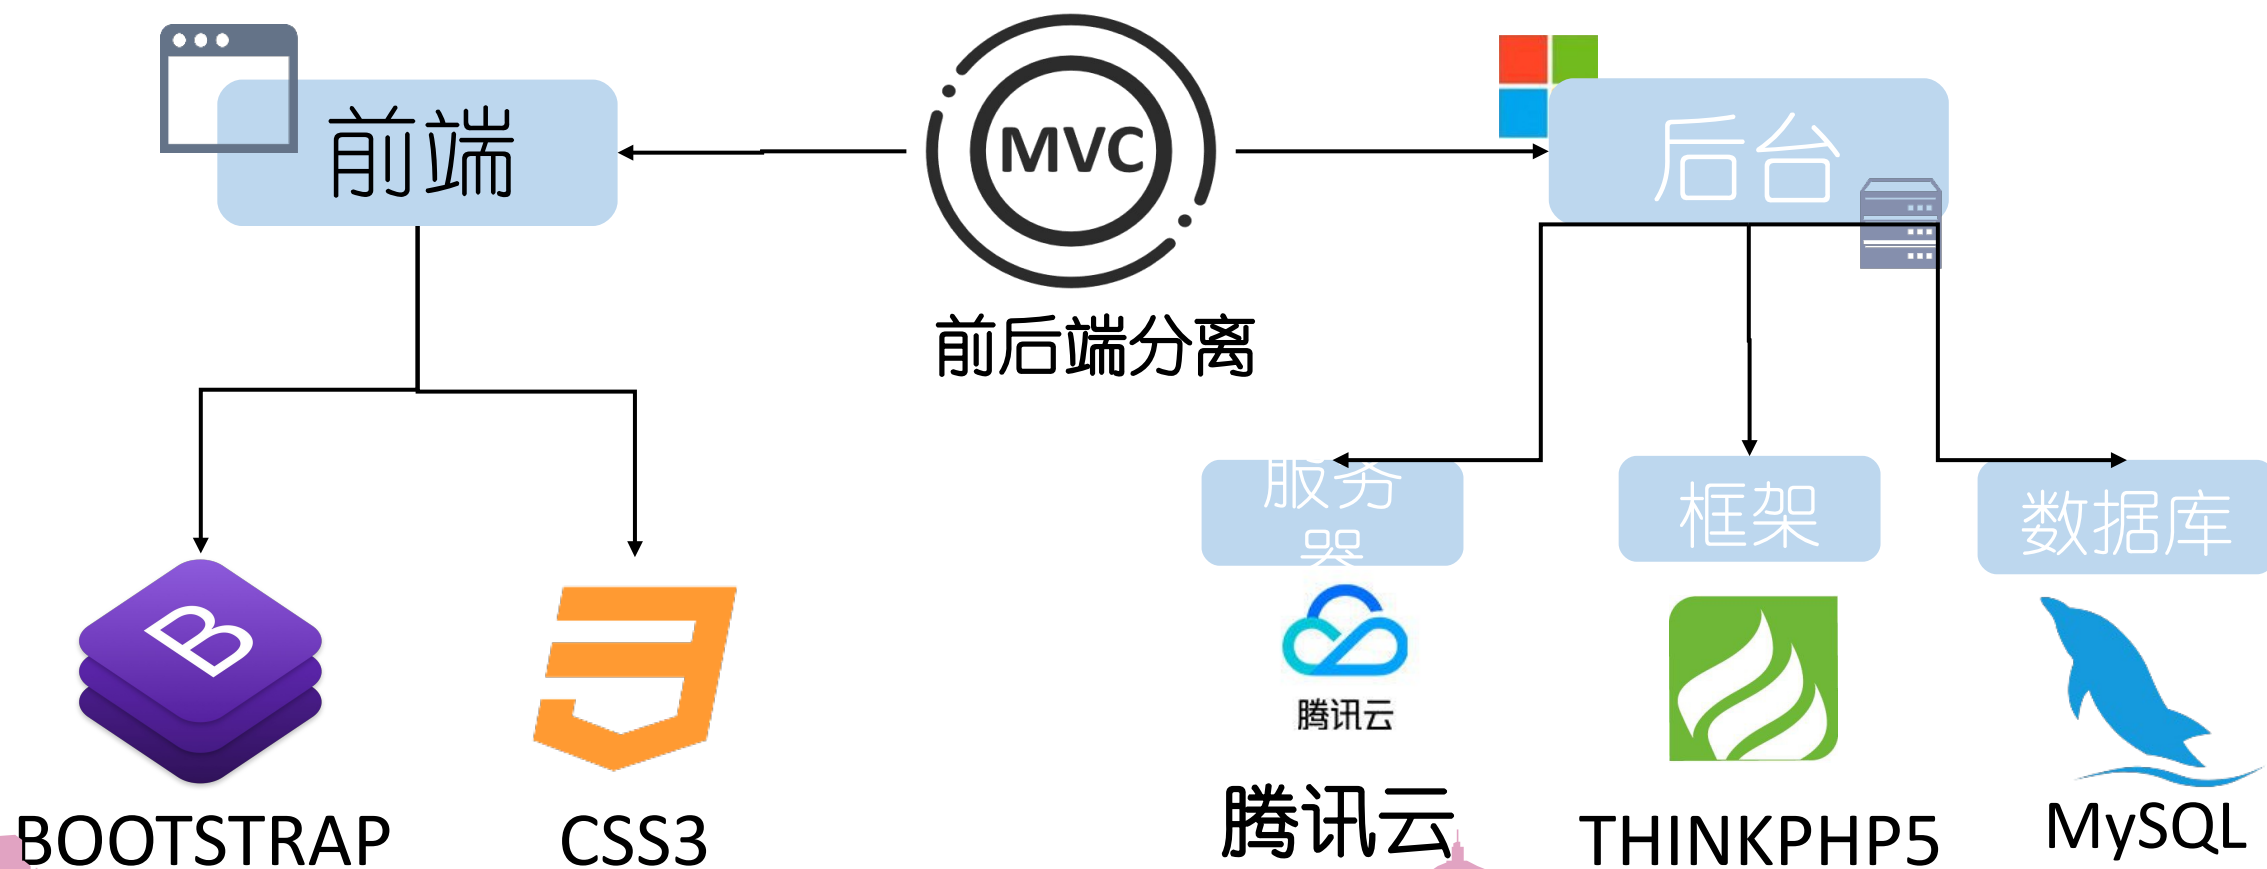 前端
MVC
后台
前后端分离
服务
器
框架
数据库
B
腾讯云
BOOTSTRAP
CSS3
腾讯云
THINKPHP5
MySQL